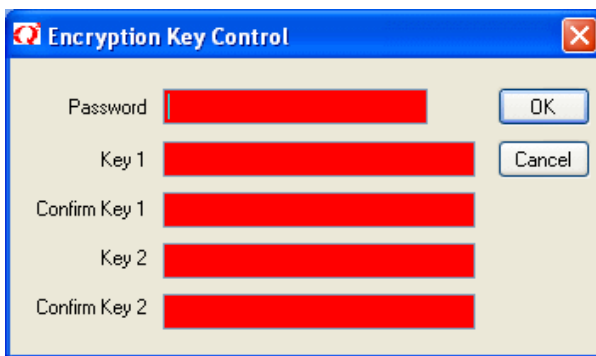 Encryption Key Control
Password
OK
Key 1
Cancel
Confirm Key 1
Key 2
Confirm Key 2